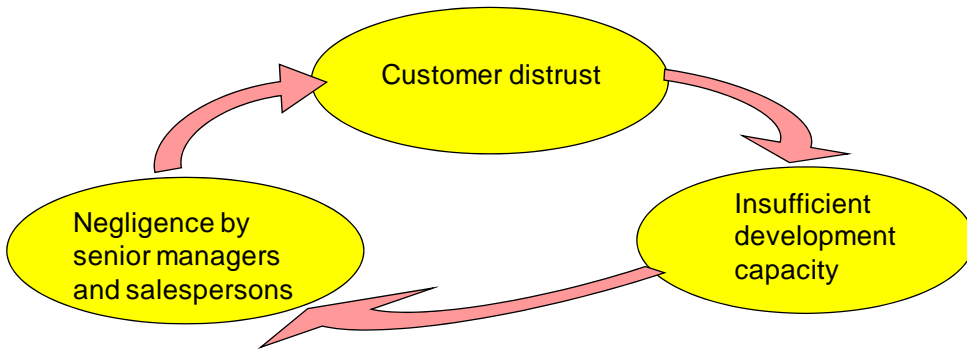 Customer distrust
Insufficient
development
capacity
Negligence by
senior managers
and salespersons